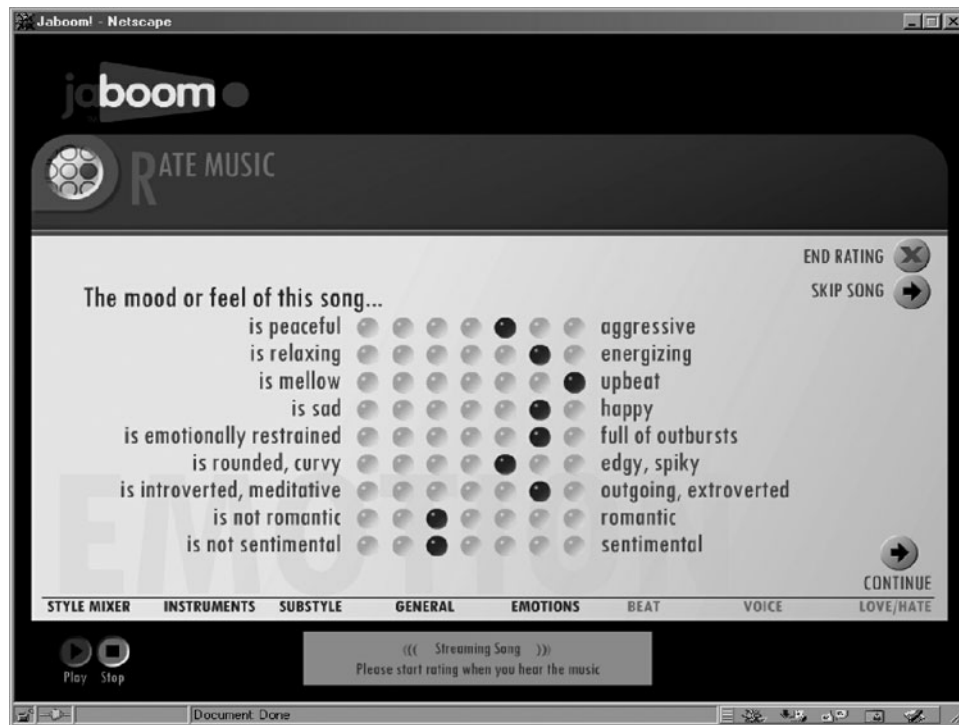 Jaboom! - Netscape
jaboom
RATE MUSIC
END RATING
SKIP SONG
The mood or feel of this song...
is peaceful aggressive
is relaxing energizing
is mellow upbeat
is sad happy
is emotionally restrained full of outbursts
is rounded, curvy edgy, spiky
is introverted, meditative outgoing, extroverted
is not romantic romantic
is not sentimental sentimental
EMOTION
CONTINUE
STYLE MIXER INSTRUMENTS SUBSTYLE GENERAL EMOTIONS BEAT VOICE LOVE/HATE
((( Streaming Song )))
Please start rating when you hear the music
Play Stop
Document: Done